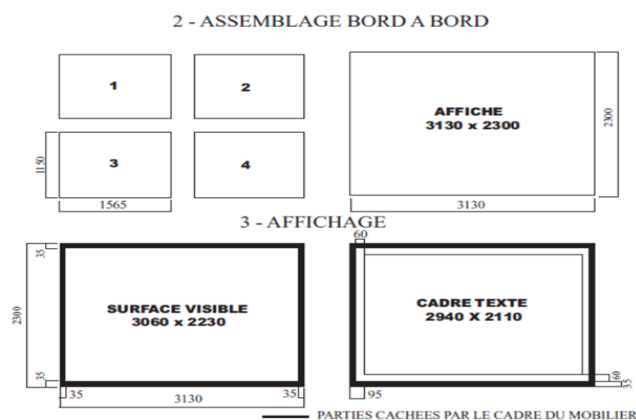 2 - ASSEMBLAGE BORD A BORD
1
2
AFFICHE
3130 x 2300
2300
1150
3
4
1565
3130
3 - AFFICHAGE
60
35
2300
SURFACE VISIBLE
3060 x 2230
CADRE TEXTE
2940 X 2110
35
60
35
35
35
3130
95
PARTIES CACHEES PAR LE CADRE DU MOBILIER